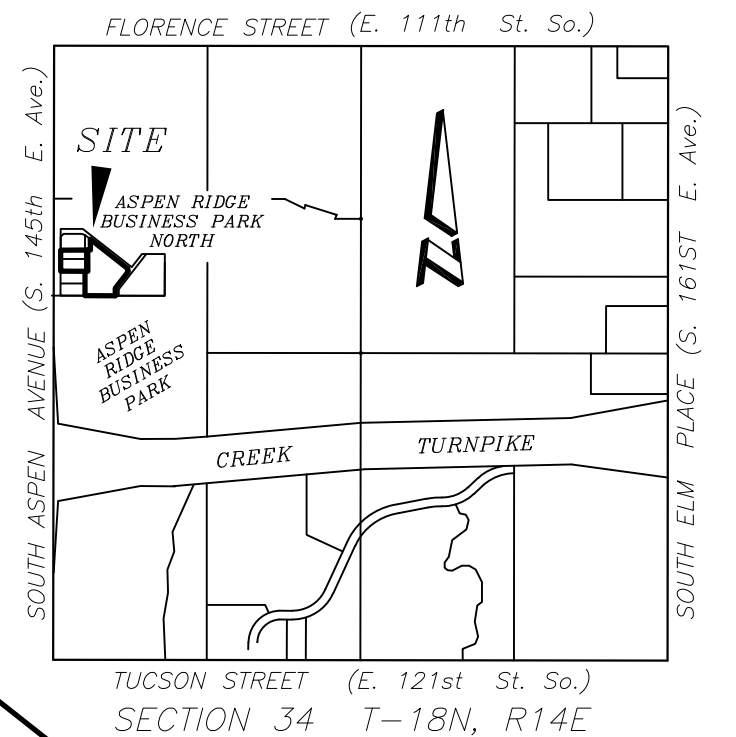 FLORENCE STREET (E. 111th St. So.)
SOUTH ASPEN AVENUE (S. 145th E. Ave.)
SITE
ASPEN RIDGE
BUSINESS PARK
NORTH
N
ASPEN
RIDGE
BUSINESS
PARK
CREEK TURNPIKE
SOUTH ELM PLACE (S. 161ST E. Ave.)
TUCSON STREET (E. 121st St. So.)
SECTION 34 T-18N, R14E